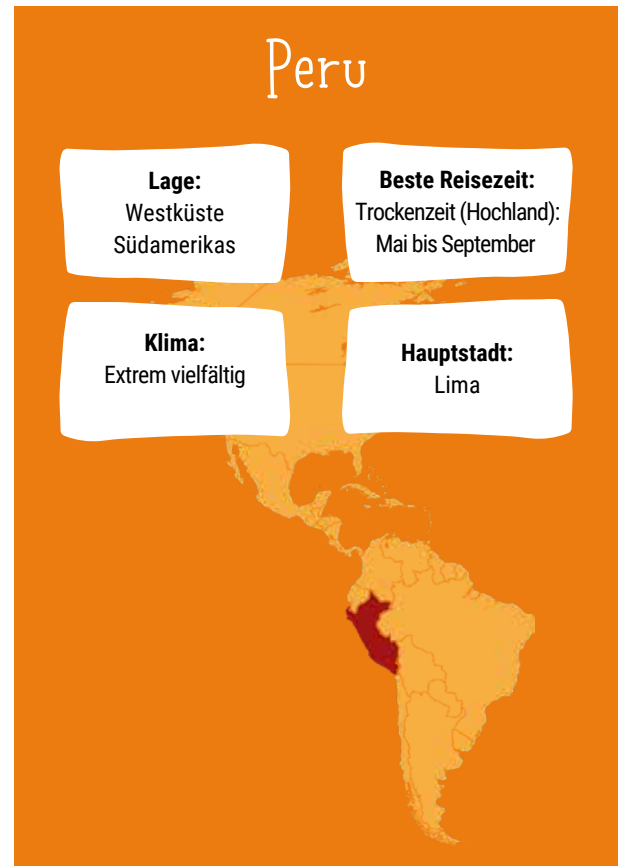 Peru
Lage:
Westküste
Südamerikas
Beste Reisezeit:
Trockenzeit (Hochland):
Mai bis September
Klima:
Extrem vielfältig
Hauptstadt:
Lima